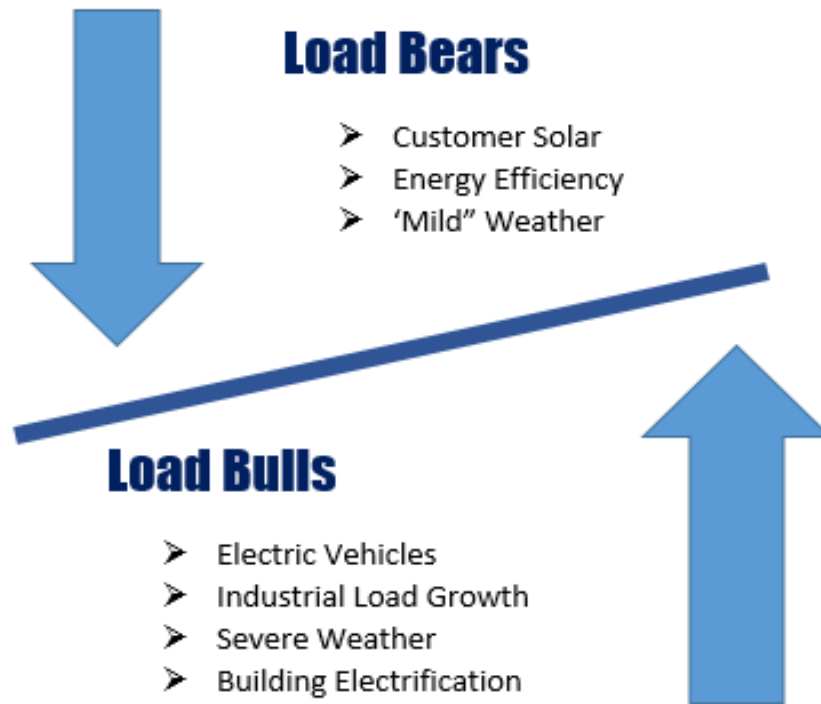 Load Bears
➢ Customer Solar
➢ Energy Efficiency
➢ ‘Mild” Weather
Load Bulls
➢ Electric Vehicles
➢ Industrial Load Growth
➢ Severe Weather
➢ Building Electrification